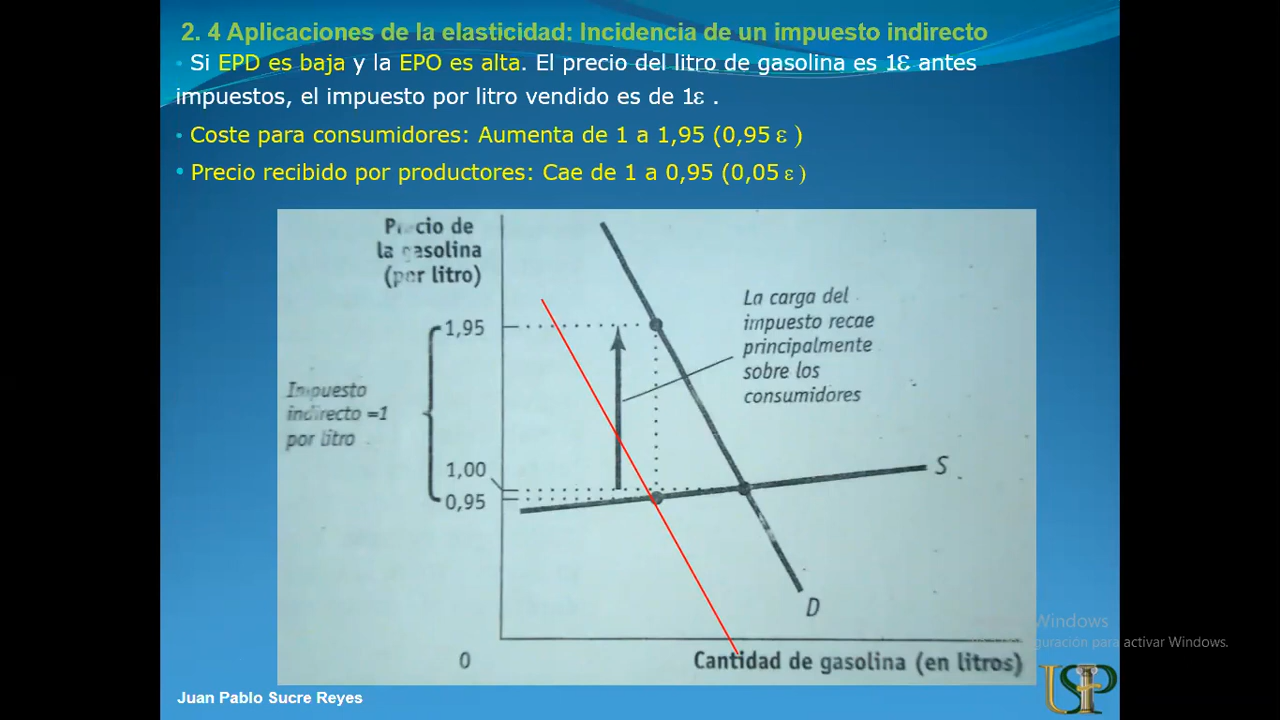 2. 4 Aplicaciones de la elasticidad: Incidencia de un impuesto indirecto
• Si EPD es baja y la EPO es alta. El precio del litro de gasolina es 1Ɛ antes
impuestos, el impuesto por litro vendido es de 1ε .
• Coste para consumidores: Aumenta de 1 a 1,95 (0,95 ε )
• Precio recibido por productores: Cae de 1 a 0,95 (0,05 ε )
Precio de
la gasolina
(por litro)
La carga del
impuesto recae
principalmente
sobre los
consumidores
1,95
Impuesto
indirecto =1
por litro
1,00
0,95
S
D
0
Cantidad de gasolina (en litros)
Windows
guración para activar Windows.
Juan Pablo Sucre Reyes
USP